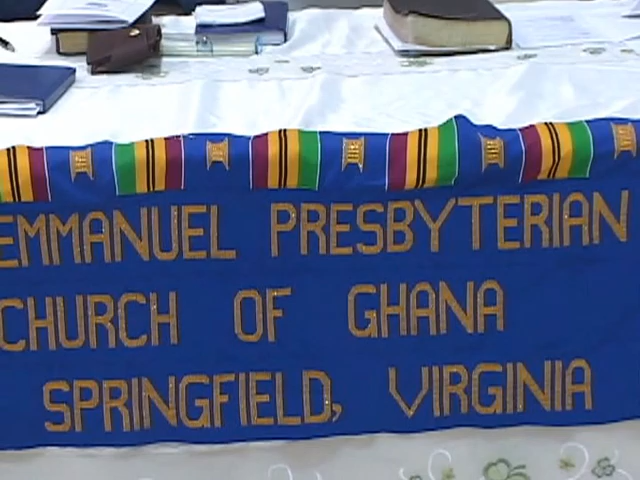 EMMANUEL PRESBYTERIAN
CHURCH OF GHANA
SPRINGFIELD, VIRGINIA